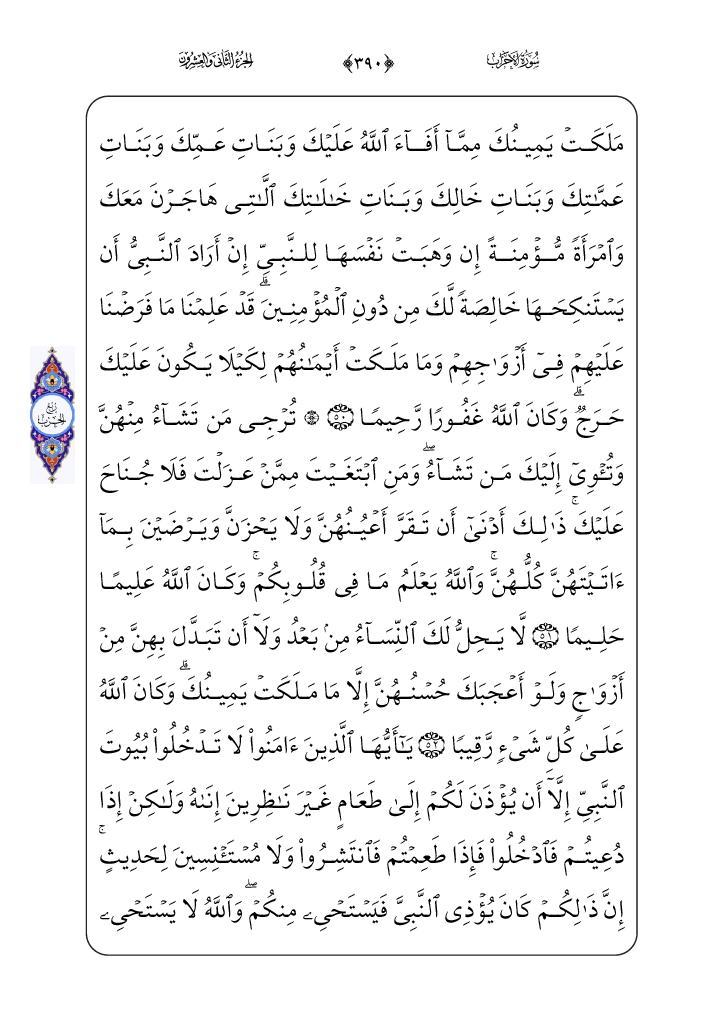 سُورَةُ الأَحْزَابِ
﴿٣٩٠﴾
الجُزْءُ الثَّانِي وَالعِشْرُونَ
مَلَكَتۡ يَمِينُكَ مِمَّآ أَفَآءَ ٱللَّهُ عَلَيۡكَ وَبَنَاتِ عَمِّكَ وَبَنَاتِ
عَمَّٰتِكَ وَبَنَاتِ خَالِكَ وَبَنَاتِ خَٰلَٰتِكَ ٱلَّٰتِي هَاجَرۡنَ مَعَكَ
وَٱمۡرَأَةٗ مُّؤۡمِنَةً إِن وَهَبَتۡ نَفۡسَهَا لِلنَّبِيِّ إِنۡ أَرَادَ ٱلنَّبِيُّ أَن
يَسۡتَنكِحَهَا خَالِصَةٗ لَّكَ مِن دُونِ ٱلۡمُؤۡمِنِينَۗ قَدۡ عَلِمۡنَا مَا فَرَضۡنَا
عَلَيۡهِمۡ فِيٓ أَزۡوَٰجِهِمۡ وَمَا مَلَكَتۡ أَيۡمَٰنُهُمۡ لِكَيۡلَا يَكُونَ عَلَيۡكَ
حَرَجٞۗ وَكَانَ ٱللَّهُ غَفُورٗا رَّحِيمٗا ٥٠ ۞ تُرۡجِي مَن تَشَآءُ مِنۡهُنَّ
رُبْعُ الحِزْبِ
وَتُـٔۡوِيٓ إِلَيۡكَ مَن تَشَآءُۖ وَمَنِ ٱبۡتَغَيۡتَ مِمَّنۡ عَزَلۡتَ فَلَا جُنَاحَ
عَلَيۡكَۚ ذَٰلِكَ أَدۡنَىٰٓ أَن تَقَرَّ أَعۡيُنُهُنَّ وَلَا يَحۡزَنَّ وَيَرۡضَيۡنَ بِمَآ
ءَاتَيۡتَهُنَّ كُلُّهُنَّۚ وَٱللَّهُ يَعۡلَمُ مَا فِي قُلُوبِكُمۡۚ وَكَانَ ٱللَّهُ عَلِيمًا
حَلِيمٗا ٥١ لَّا يَحِلُّ لَكَ ٱلنِّسَآءُ مِنۢ بَعۡدُ وَلَآ أَن تَبَدَّلَ بِهِنَّ مِنۡ
أَزۡوَٰجٖ وَلَوۡ أَعۡجَبَكَ حُسۡنُهُنَّ إِلَّا مَا مَلَكَتۡ يَمِينُكَۗ وَكَانَ ٱللَّهُ
عَلَىٰ كُلِّ شَيۡءٖ رَّقِيبٗا ٥٢ يَٰٓأَيُّهَا ٱلَّذِينَ ءَامَنُواْ لَا تَدۡخُلُواْ بُيُوتَ
ٱلنَّبِيِّ إِلَّآ أَن يُؤۡذَنَ لَكُمۡ إِلَىٰ طَعَامٍ غَيۡرَ نَٰظِرِينَ إِنَىٰهُ وَلَٰكِنۡ إِذَا
دُعِيتُمۡ فَٱدۡخُلُواْ فَإِذَا طَعِمۡتُمۡ فَٱنتَشِرُواْ وَلَا مُسۡتَـٔۡنِسِينَ لِحَدِيثٍۚ
إِنَّ ذَٰلِكُمۡ كَانَ يُؤۡذِي ٱلنَّبِيَّ فَيَسۡتَحۡيِۦ مِنكُمۡۖ وَٱللَّهُ لَا يَسۡتَحۡيِۦ